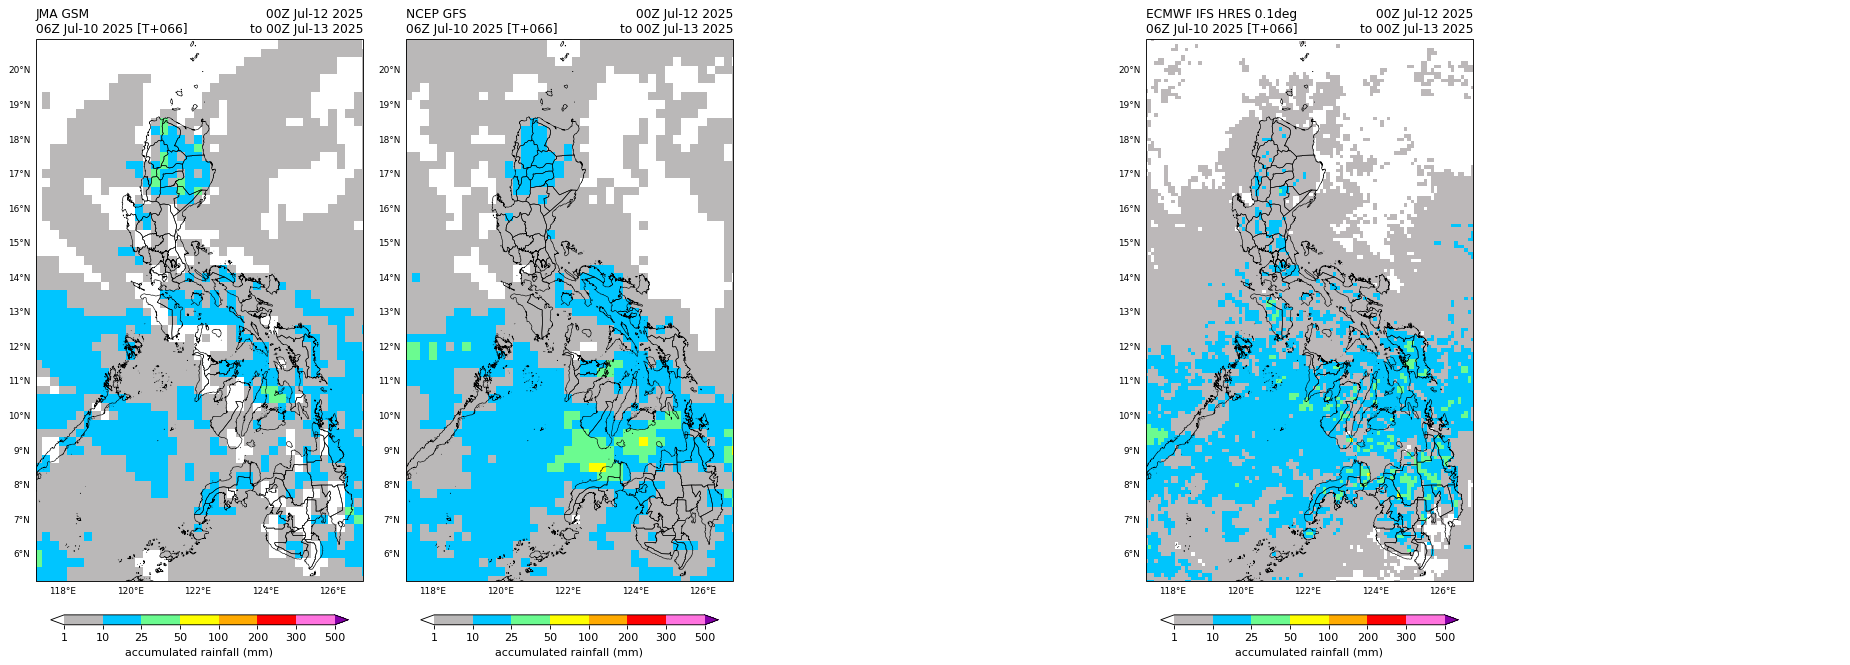 JMA GSM 00Z Jul-12 2025
06Z Jul-10 2025 [T+066] to 00Z Jul-13 2025
20°N
19°N
18°N
17°N
16°N
15°N
14°N
13°N
12°N
11°N
10°N
9°N
8°N
7°N
6°N
118°E 120°E 122°E 124°E 126°E
1 10 25 50 100 200 300 500
accumulated rainfall (mm)
NCEP GFS 00Z Jul-12 2025
06Z Jul-10 2025 [T+066] to 00Z Jul-13 2025
20°N
19°N
18°N
17°N
16°N
15°N
14°N
13°N
12°N
11°N
10°N
9°N
8°N
7°N
6°N
118°E 120°E 122°E 124°E 126°E
1 10 25 50 100 200 300 500
accumulated rainfall (mm)
ECMWF IFS HRES 0.1deg 00Z Jul-12 2025
06Z Jul-10 2025 [T+066] to 00Z Jul-13 2025
20°N
19°N
18°N
17°N
16°N
15°N
14°N
13°N
12°N
11°N
10°N
9°N
8°N
7°N
6°N
118°E 120°E 122°E 124°E 126°E
1 10 25 50 100 200 300 500
accumulated rainfall (mm)